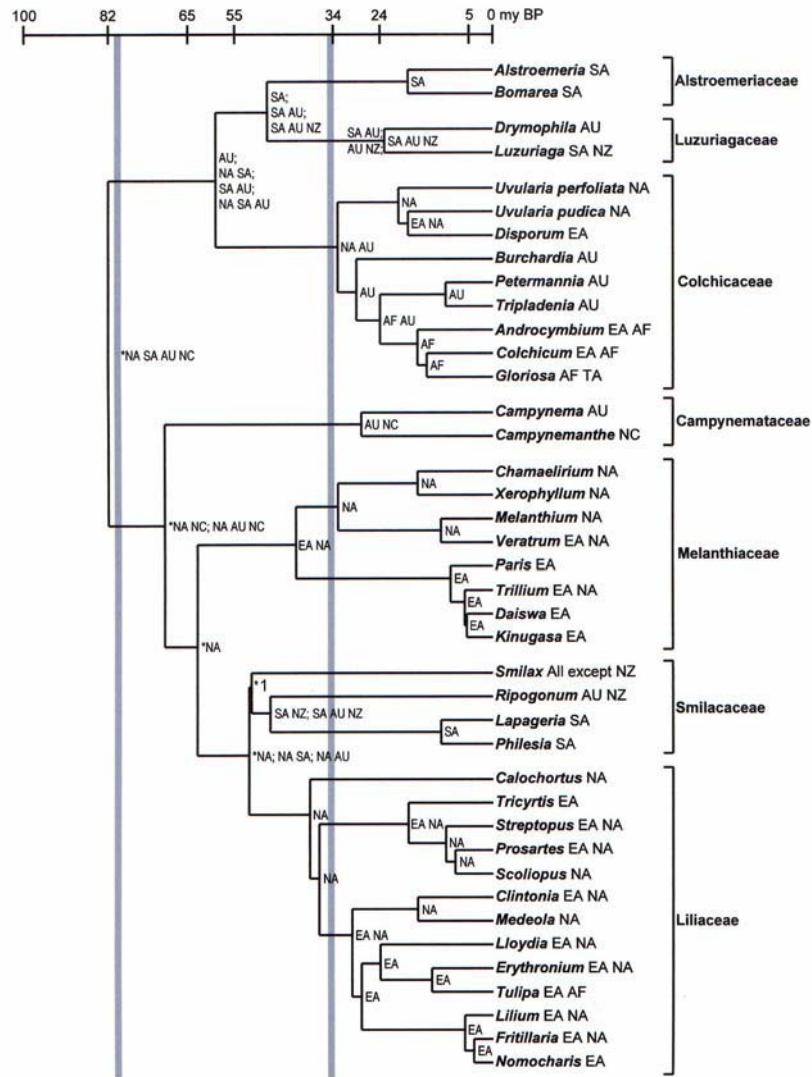 100 82 65 55 34 24 5 0 my BP
Alstroemeria SA
SA
Bomarea SA
Alstroemeriaceae
SA;
SA AU;
SA AU NZ
Drymophila AU
SA AU;
AU NZ;
SA AU NZ
Luzuriaga SA NZ
Luzuriagaceae
AU;
NA SA;
SA AU;
NA SA AU
Uvularia perfoliata NA
NA
Uvularia pudica NA
EA NA
Disporum EA
NA AU
Burchardia AU
AU
Petermannia AU
AU
Tripladenia AU
AF AU
Androcymbium EA AF
AF
Colchicum EA AF
AF
Gloriosa AF TA
Colchicaceae
*NA SA AU NC
Campynema AU
AU NC
Campynemanthe NC
Campynemataceae
Chamaelirium NA
NA
Xerophyllum NA
NA
Melanthium NA
NA
Veratrum EA NA
*NA NC; NA AU NC
EA NA
Paris EA
EA
Trillium EA NA
EA
Daiswa EA
EA
Kinugasa EA
Melanthiaceae
*NA
Smilax All except NZ
*1
Ripogonum AU NZ
SA NZ; SA AU NZ
Lapageria SA
SA
Philesia SA
Smilacaceae
*NA; NA SA; NA AU
Calochortus NA
NA
Tricyrtis EA
EA NA
Streptopus EA NA
NA
Prosartes EA NA
NA
Scoliopus NA
NA
Clintonia EA NA
NA
Medeola NA
EA NA
Lloydia EA NA
EA
Erythronium EA NA
EA
Tulipa EA AF
EA
Lilium EA NA
EA
Fritillaria EA NA
EA
Nomocharis EA
Liliaceae